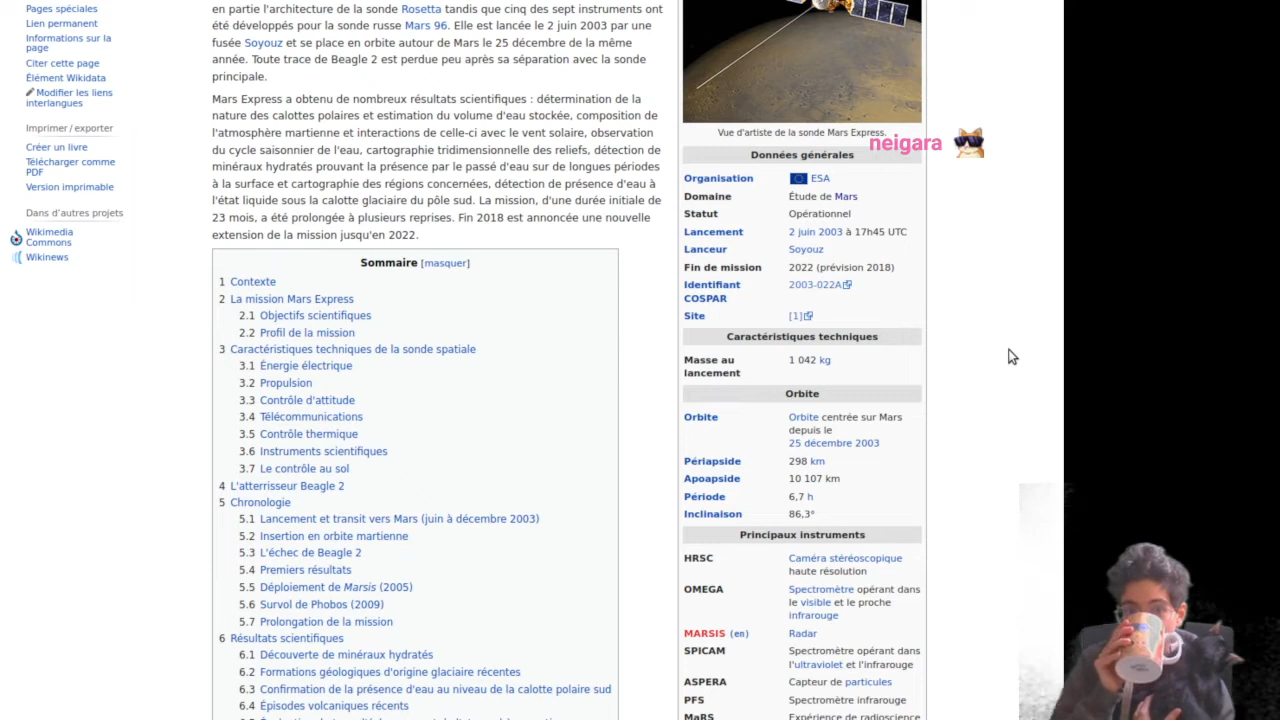 Pages spéciales
Lien permanent
Informations sur la
page
Citer cette page
Élément Wikidata
Modifier les liens
interlangues
Imprimer / exporter
Créer un livre
Télécharger comme
PDF
Version imprimable
Dans d'autres projets
Wikimedia
Commons
Wikinews
en partie l'architecture de la sonde Rosetta tandis que cinq des sept instruments ont
été développés pour la sonde russe Mars 96. Elle est lancée le 2 juin 2003 par une
fusée Soyouz et se place en orbite autour de Mars le 25 décembre de la même
année. Toute trace de Beagle 2 est perdue peu après sa séparation avec la sonde
principale.
Mars Express a obtenu de nombreux résultats scientifiques : détermination de la
nature des calottes polaires et estimation du volume d'eau stockée, composition de
l'atmosphère martienne et interactions de celle-ci avec le vent solaire, observation
du cycle saisonnier de l'eau, cartographie tridimensionnelle des reliefs, détection de
minéraux hydratés prouvant la présence par le passé d'eau sur de longues périodes
à la surface et cartographie des régions concernées, détection de présence d'eau à
l'état liquide sous la calotte glaciaire du pôle sud. La mission, d'une durée initiale de
23 mois, a été prolongée à plusieurs reprises. Fin 2018 est annoncée une nouvelle
extension de la mission jusqu'en 2022.
Sommaire [masquer]
1 Contexte
2 La mission Mars Express
2.1 Objectifs scientifiques
2.2 Profil de la mission
3 Caractéristiques techniques de la sonde spatiale
3.1 Énergie électrique
3.2 Propulsion
3.3 Contrôle d'attitude
3.4 Télécommunications
3.5 Contrôle thermique
3.6 Instruments scientifiques
3.7 Le contrôle au sol
4 L'atterrisseur Beagle 2
5 Chronologie
5.1 Lancement et transit vers Mars (juin à décembre 2003)
5.2 Insertion en orbite martienne
5.3 L'échec de Beagle 2
5.4 Premiers résultats
5.5 Déploiement de Marsis (2005)
5.6 Survol de Phobos (2009)
5.7 Prolongation de la mission
6 Résultats scientifiques
6.1 Découverte de minéraux hydratés
6.2 Formations géologiques d'origine glaciaire récentes
6.3 Confirmation de la présence d'eau au niveau de la calotte polaire sud
6.4 Épisodes volcaniques récents
Vue d'artiste de la sonde Mars Express.
neigara
Données générales
Organisation ESA
Domaine Étude de Mars
Statut Opérationnel
Lancement 2 juin 2003 à 17h45 UTC
Lanceur Soyouz
Fin de mission 2022 (prévision 2018)
Identifiant 2003-022A
COSPAR
Site [1]
Caractéristiques techniques
Masse au 1 042 kg
lancement
Orbite
Orbite Orbite centrée sur Mars
depuis le
25 décembre 2003
Périapside 298 km
Apoapside 10 107 km
Période 6,7 h
Inclinaison 86,3°
Principaux instruments
HRSC Caméra stéréoscopique
haute résolution
OMEGA Spectromètre opérant dans
le visible et le proche
infrarouge
MARSIS (en) Radar
SPICAM Spectromètre opérant dans
l'ultraviolet et l'infrarouge
ASPERA Capteur de particules
PFS Spectromètre infrarouge
MaRS Expérience de radioscience